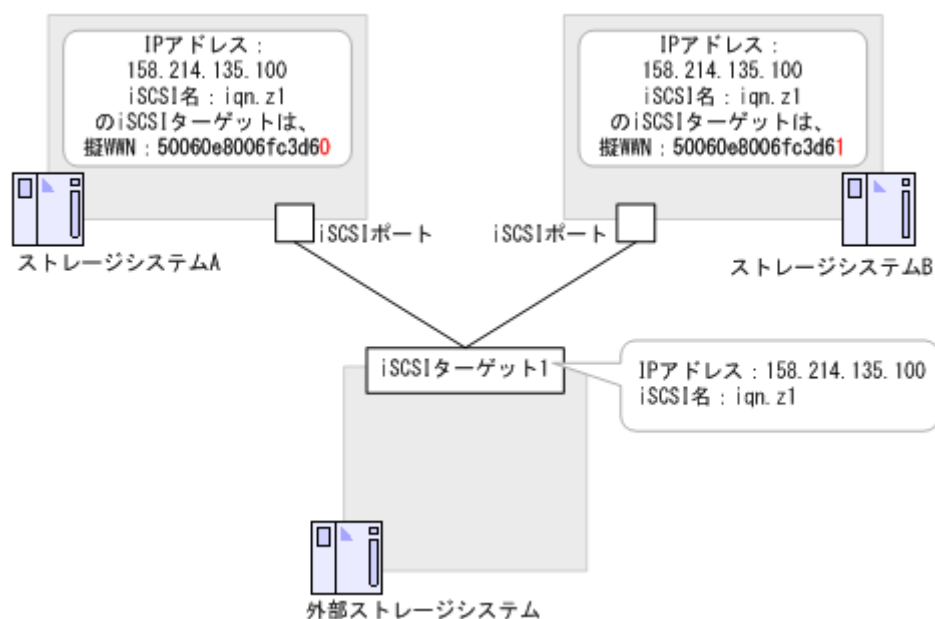 IPアドレス：
158.214.135.100
iSCSI名：iqn.z1
のiSCSIターゲットは、
擬WWN：50060e8006fc3d60
IPアドレス：
158.214.135.100
iSCSI名：iqn.z1
のiSCSIターゲットは、
擬WWN：50060e8006fc3d61
iSCSIポート
iSCSIポート
ストレージシステムA
ストレージシステムB
iSCSIターゲット1
IPアドレス：158.214.135.100
iSCSI名：iqn.z1
外部ストレージシステム